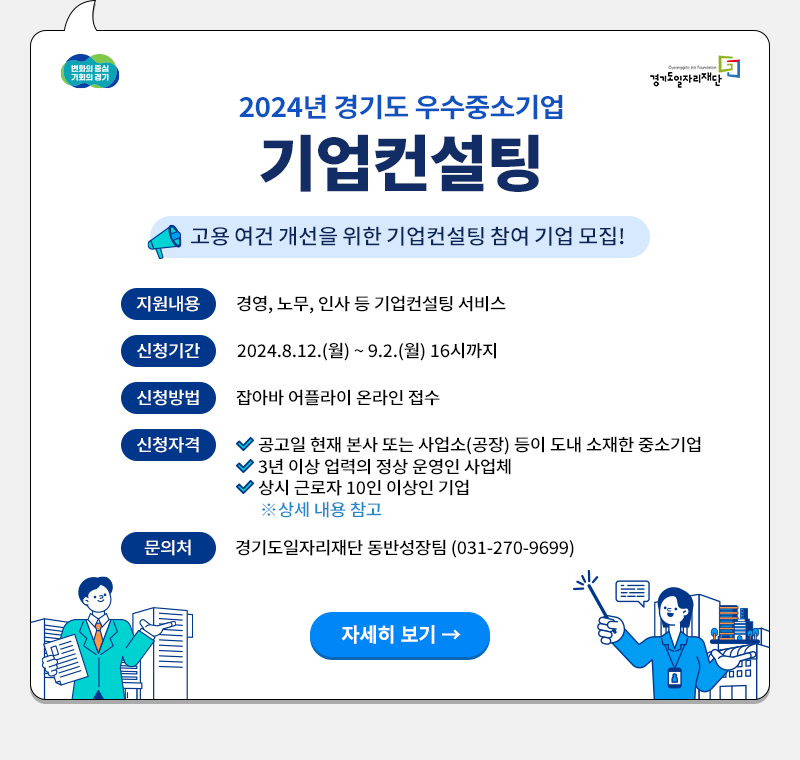 변화의 중심
기회의 경기
Gyeonggido Job Foundation
경기도일자리재단
2024년 경기도 우수중소기업
기업컨설팅
고용 여건 개선을 위한 기업컨설팅 참여 기업 모집!
지원내용 경영, 노무, 인사 등 기업컨설팅 서비스
신청기간 2024.8.12.(월) ~ 9.2.(월) 16시까지
신청방법 잡아바 어플라이 온라인 접수
신청자격 공고일 현재 본사 또는 사업소(공장) 등이 도내 소재한 중소기업
3년 이상 업력의 정상 운영인 사업체
상시 근로자 10인 이상인 기업
※상세 내용 참고
문의처 경기도일자리재단 동반성장팀 (031-270-9699)
자세히 보기 →